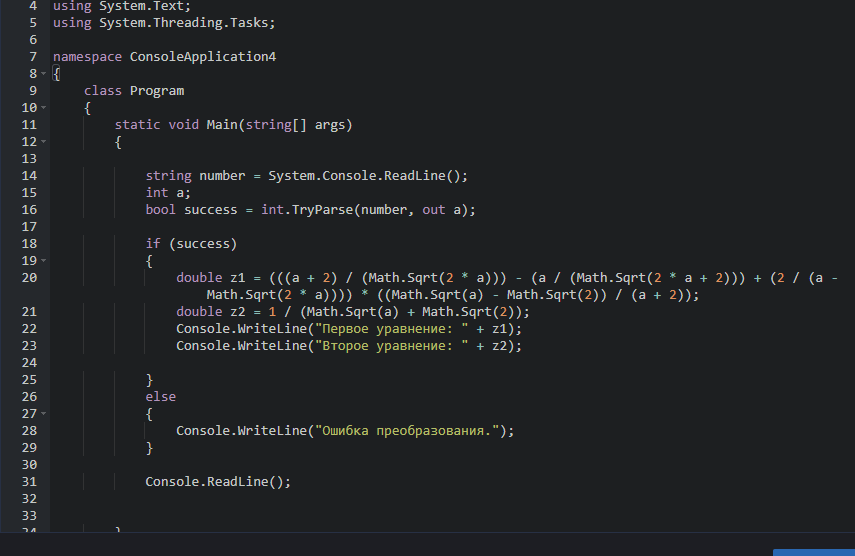 4 using System.Text;
5 using System.Threading.Tasks;
6
7 namespace ConsoleApplication4
8 {
9 class Program
10 {
11 static void Main(string[] args)
12 {
13
14 string number = System.Console.ReadLine();
15 int a;
16 bool success = int.TryParse(number, out a);
17
18 if (success)
19 {
20 double z1 = (((a + 2) / (Math.Sqrt(2 * a))) - (a / (Math.Sqrt(2 * a + 2))) + (2 / (a -
Math.Sqrt(2 * a)))) * ((Math.Sqrt(a) - Math.Sqrt(2)) / (a + 2));
21 double z2 = 1 / (Math.Sqrt(a) + Math.Sqrt(2));
22 Console.WriteLine("Первое уравнение: " + z1);
23 Console.WriteLine("Второе уравнение: " + z2);
24
25 }
26 else
27 {
28 Console.WriteLine("Ошибка преобразования.");
29 }
30
31 Console.ReadLine();
32
33
34 }